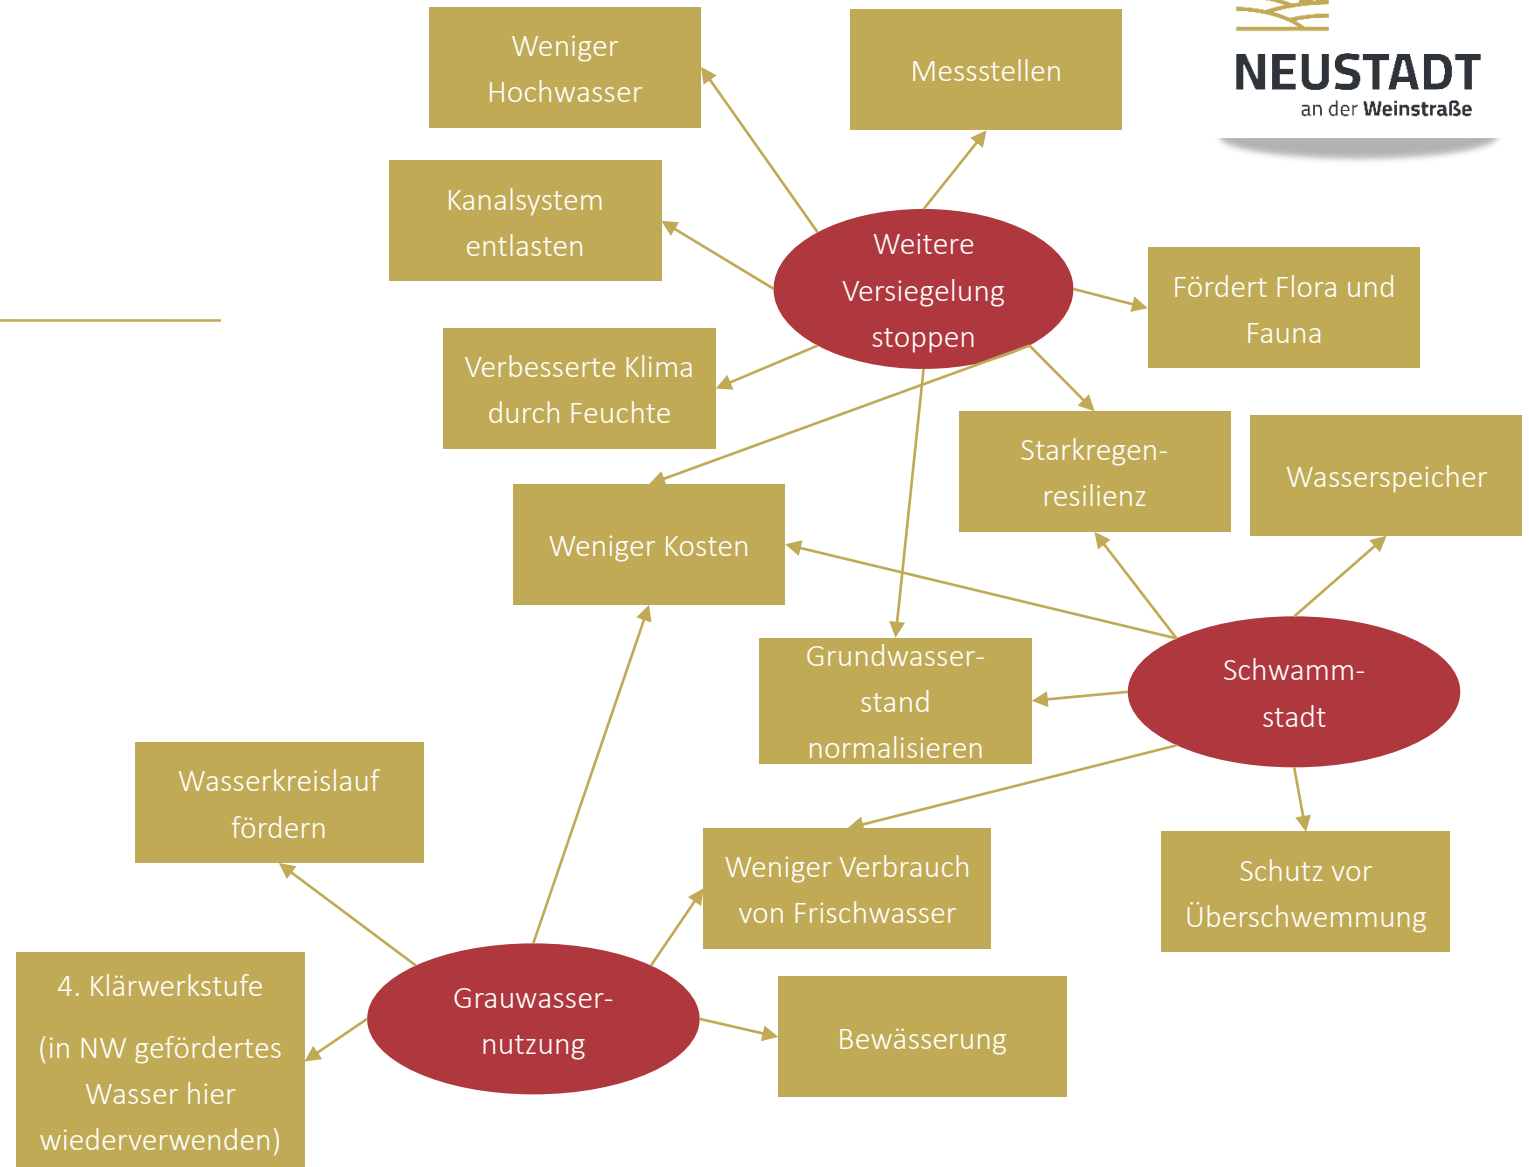 Weniger
Hochwasser
Messstellen
NEUSTADT
an der Weinstraße
Kanalsystem
entlasten
Weitere
Versiegelung
stoppen
Fördert Flora und
Fauna
Verbesserte Klima
durch Feuchte
Starkregen-
resilienz
Wasserspeicher
Weniger Kosten
Grundwasser-
stand
normalisieren
Schwamm-
stadt
Wasserkreislauf
fördern
Weniger Verbrauch
von Frischwasser
Schutz vor
Überschwemmung
4. Klärwerkstufe
(in NW gefördertes
Wasser hier
wiederverwenden)
Grauwasser-
nutzung
Bewässerung